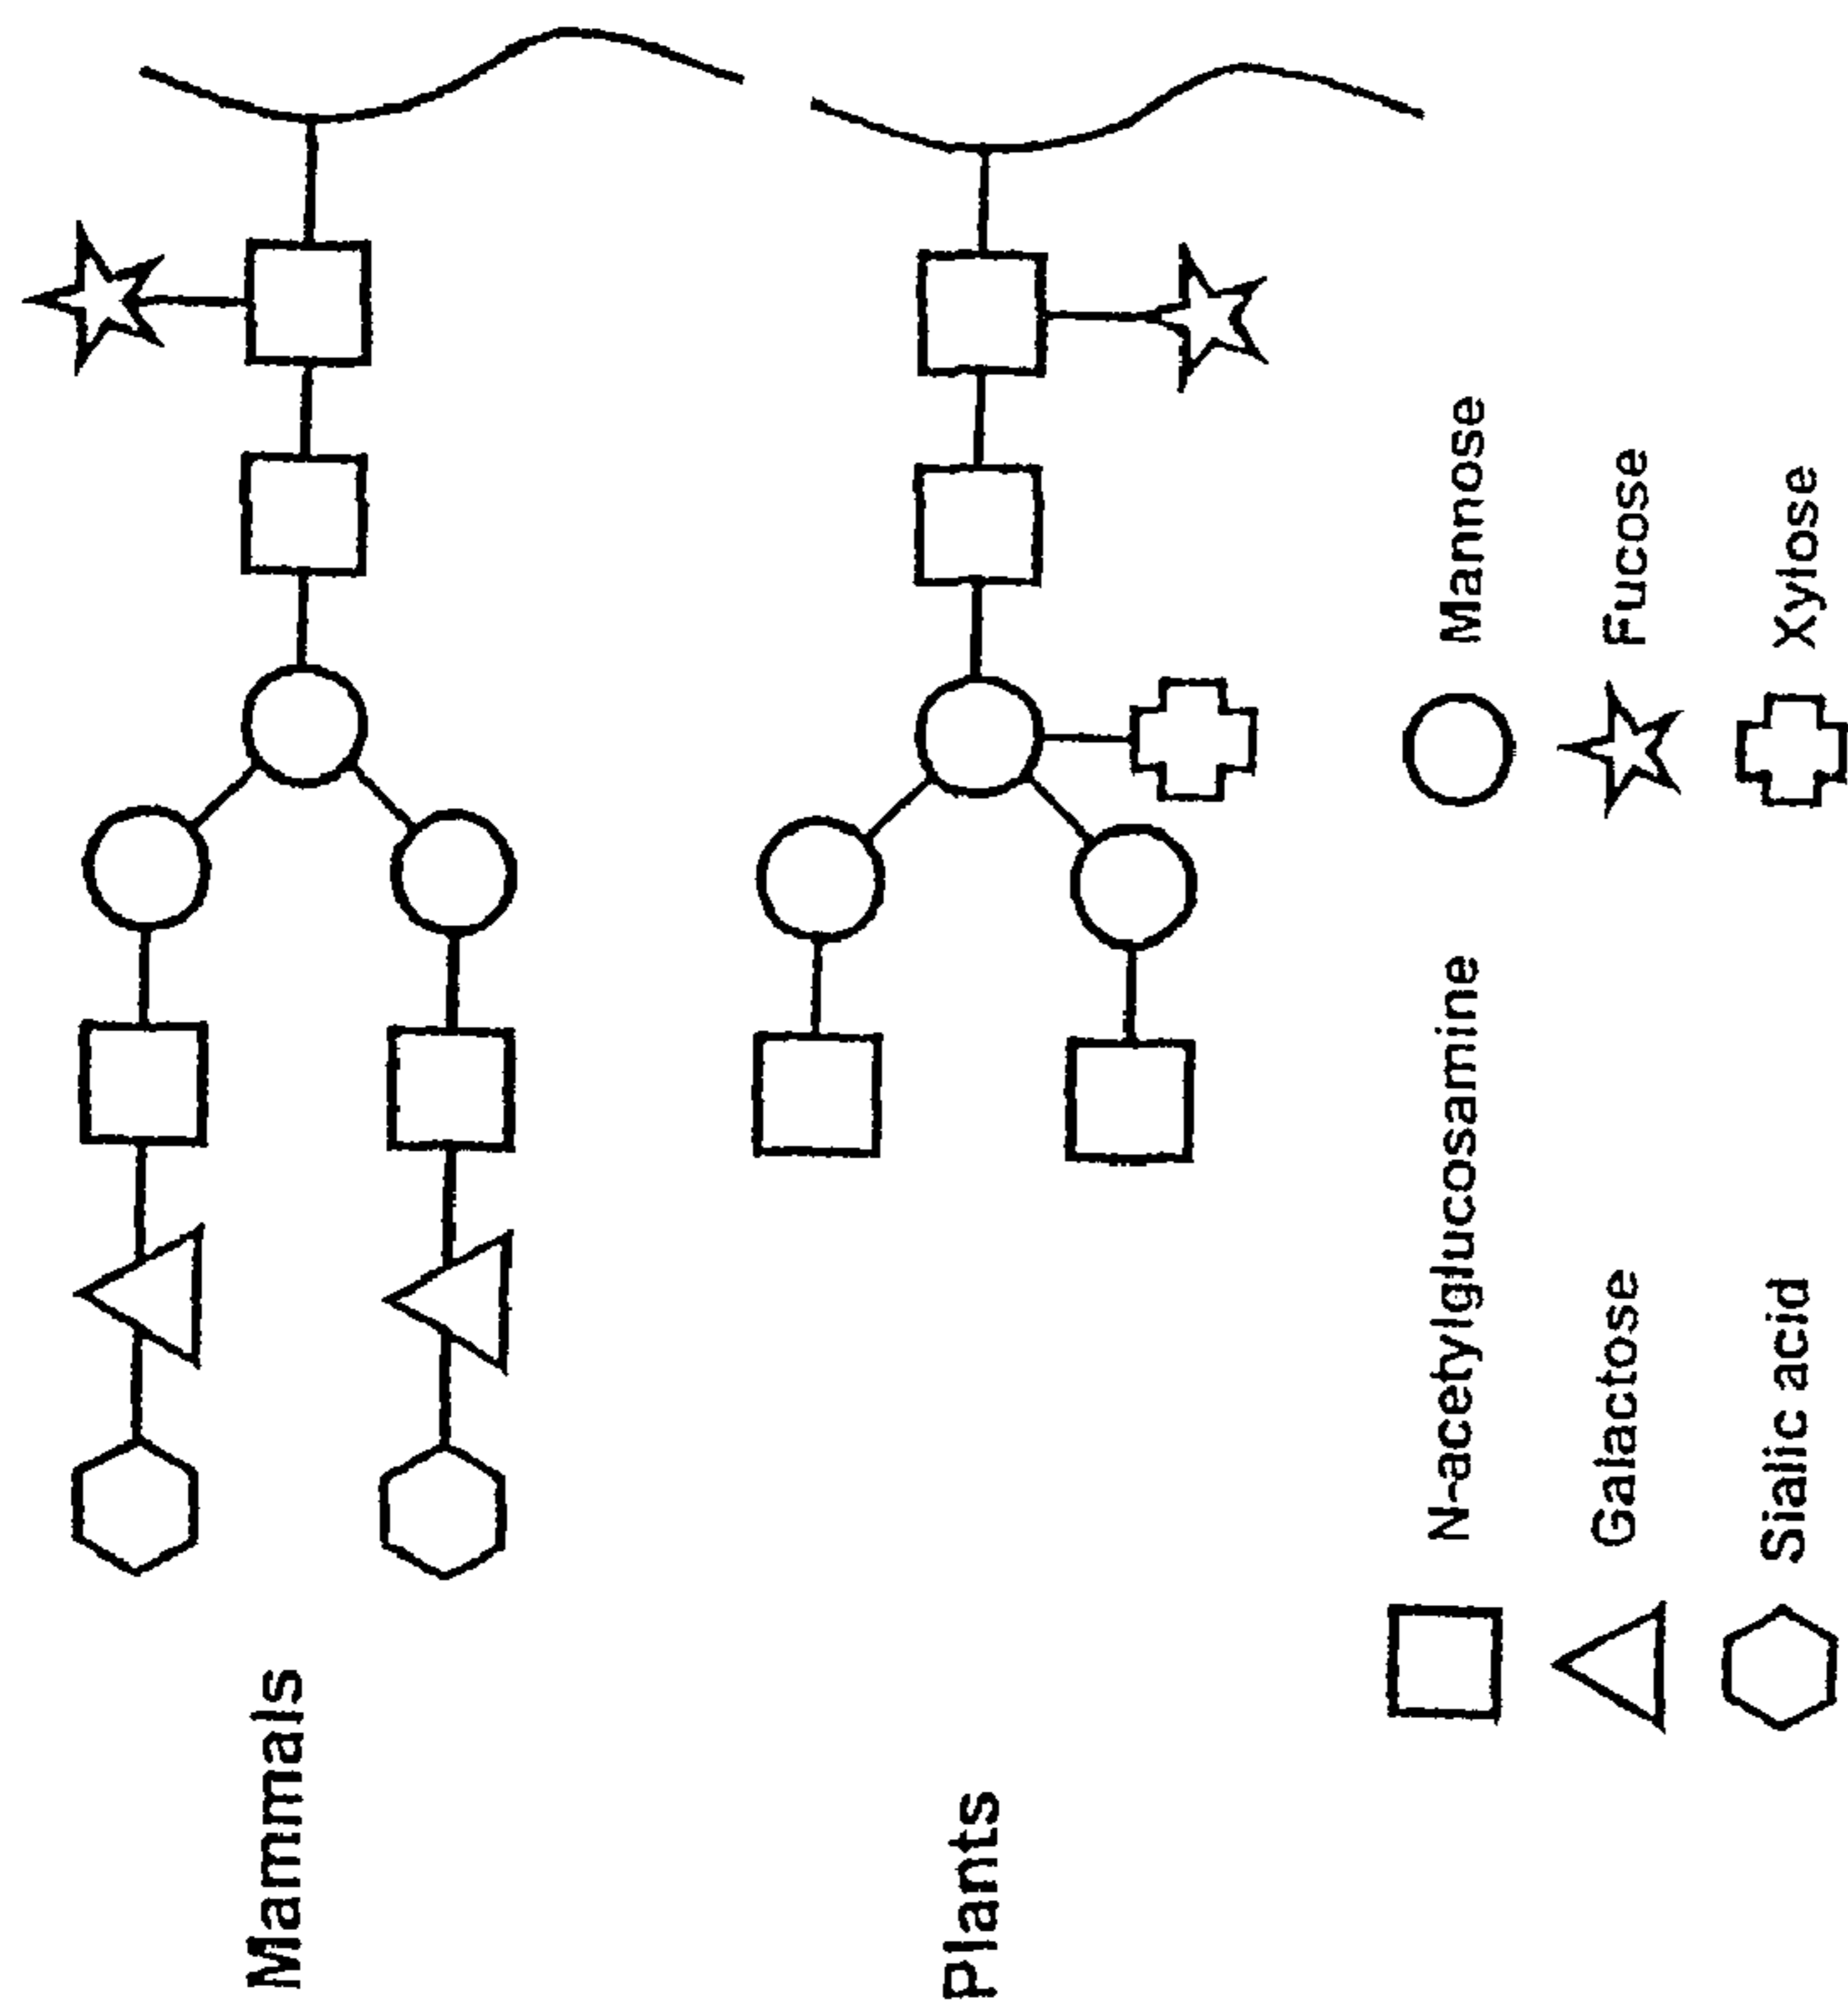 Mammals
Plants
N-acetylglucosamine Mannose
Galactose Fucose
Sialic acid Xylose